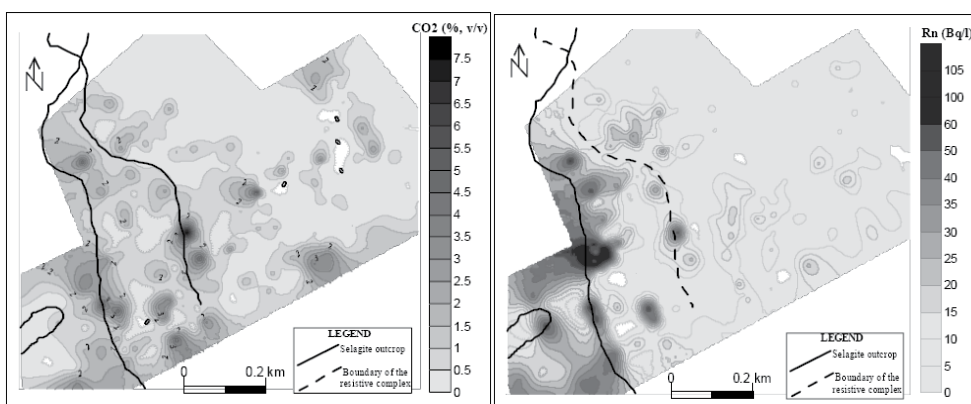 CO2 (%, v/v)
N
7.5
7
6.5
6
5.5
5
4.5
4
3.5
3
2.5
2
1.5
1
0.5
0
LEGEND
Selagite outcrop
Boundary of the
resistive complex
0 0.2 km
Rn (Bq/l)
N
105
105
60
50
40
35
30
25
20
15
10
5
0
LEGEND
Selagite outcrop
Boundary of the
resistive complex
0 0.2 km